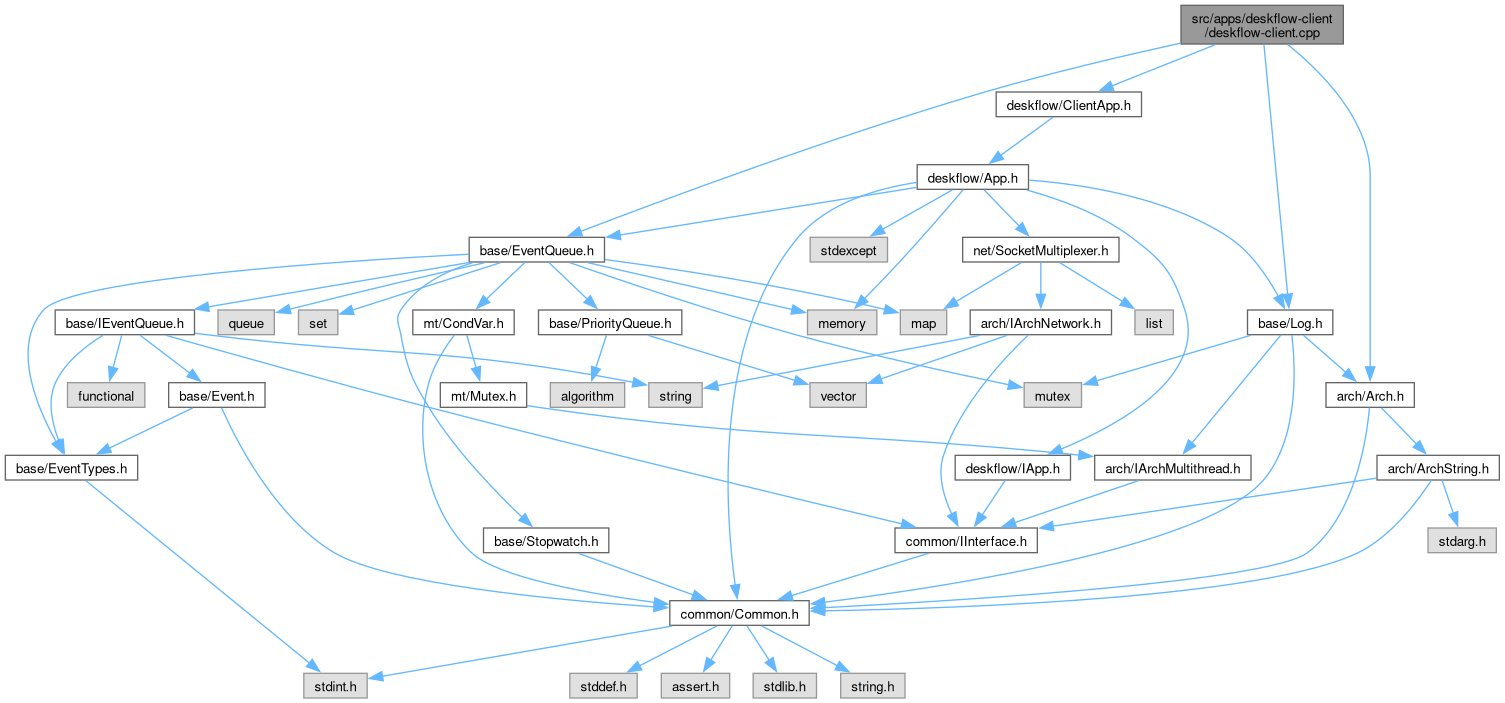 src/apps/deskflow-client
/deskflow-client.cpp
deskflow/ClientApp.h
deskflow/App.h
base/EventQueue.h
stdexcept
net/SocketMultiplexer.h
base/IEventQueue.h
queue
set
mt/CondVar.h
base/PriorityQueue.h
memory
map
arch/IArchNetwork.h
list
base/Log.h
functional
base/Event.h
mt/Mutex.h
algorithm
string
vector
mutex
arch/Arch.h
base/EventTypes.h
deskflow/IApp.h
arch/IArchMultithread.h
arch/ArchString.h
base/Stopwatch.h
common/IInterface.h
stdarg.h
common/Common.h
stdint.h
stddef.h
assert.h
stdlib.h
string.h